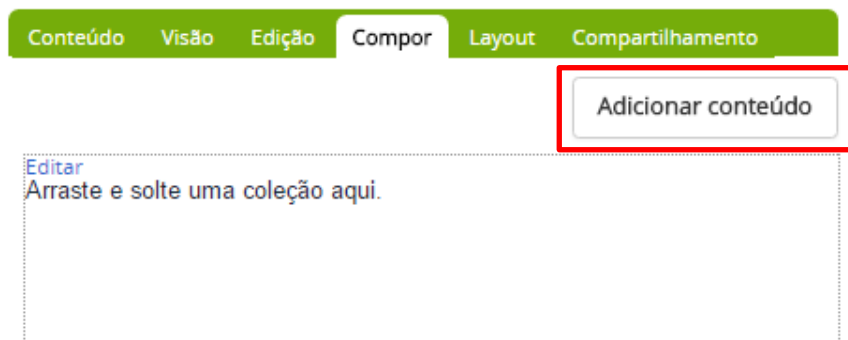 Conteúdo Visão Edição Compor Layout Compartilhamento
Adicionar conteúdo
Editar
Arraste e solte uma coleção aqui.